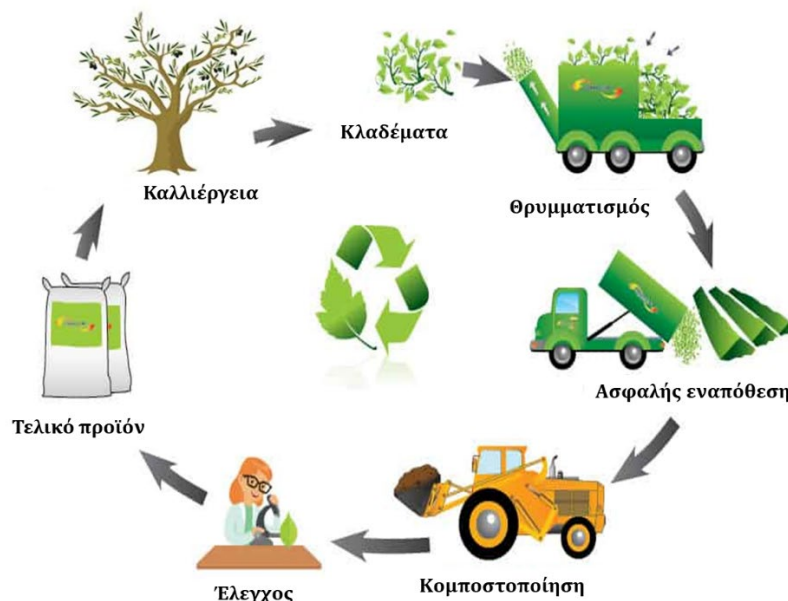 Καλλιέργεια
Κλαδέματα
Θρυμματισμός
Ασφαλής εναπόθεση
Κομποστοποίηση
Έλεγχος
Τελικό προϊόν